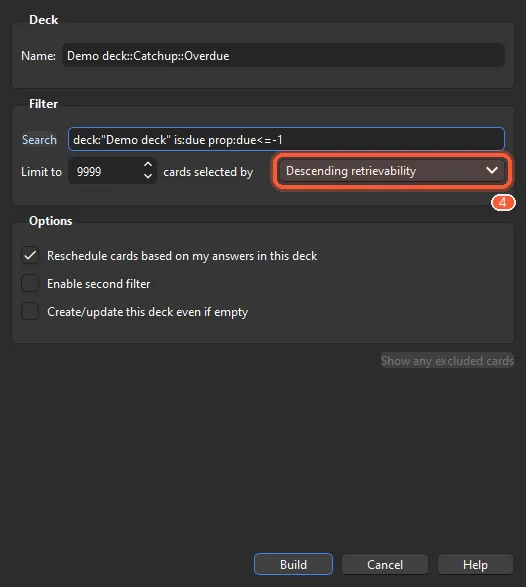 Deck
Name: Demo deck::Catchup::Overdue
Filter
Search deck:"Demo deck" is:due prop:due<=-1
Limit to 9999 cards selected by Descending retrievability
4
Options
Reschedule cards based on my answers in this deck
Enable second filter
Create/update this deck even if empty
Show any excluded cards
Build Cancel Help